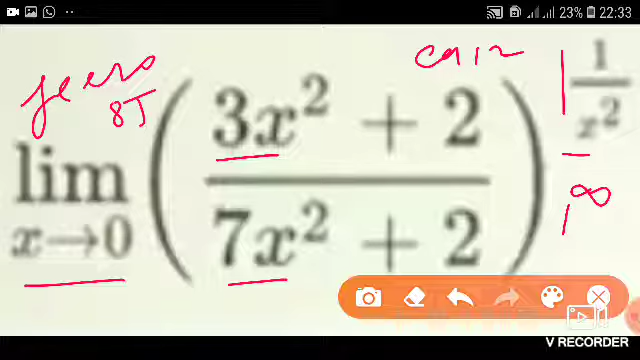 23% 22:33
lim x→0 ( (3x² + 2) / (7x² + 2) ) ^ 1/x²
1^∞
V RECORDER